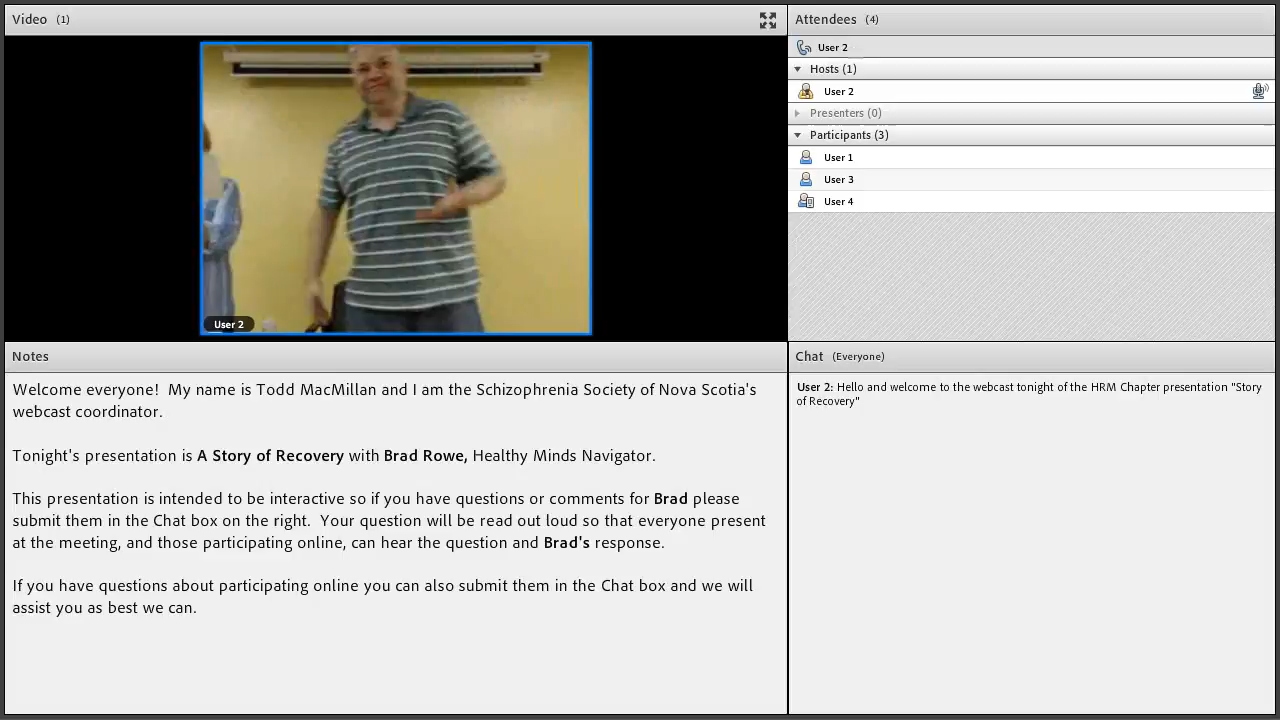 Video (1)
User 2
Attendees (4)
User 2
Hosts (1)
User 2
Presenters (0)
Participants (3)
User 1
User 3
User 4
Notes
Welcome everyone!  My name is Todd MacMillan and I am the Schizophrenia Society of Nova Scotia's
webcast coordinator.
Tonight's presentation is A Story of Recovery with Brad Rowe, Healthy Minds Navigator.
This presentation is intended to be interactive so if you have questions or comments for Brad please
submit them in the Chat box on the right.  Your question will be read out loud so that everyone present
at the meeting, and those participating online, can hear the question and Brad's response.
If you have questions about participating online you can also submit them in the Chat box and we will
assist you as best we can.
Chat (Everyone)
User 2: Hello and welcome to the webcast tonight of the HRM Chapter presentation "Story
of Recovery"